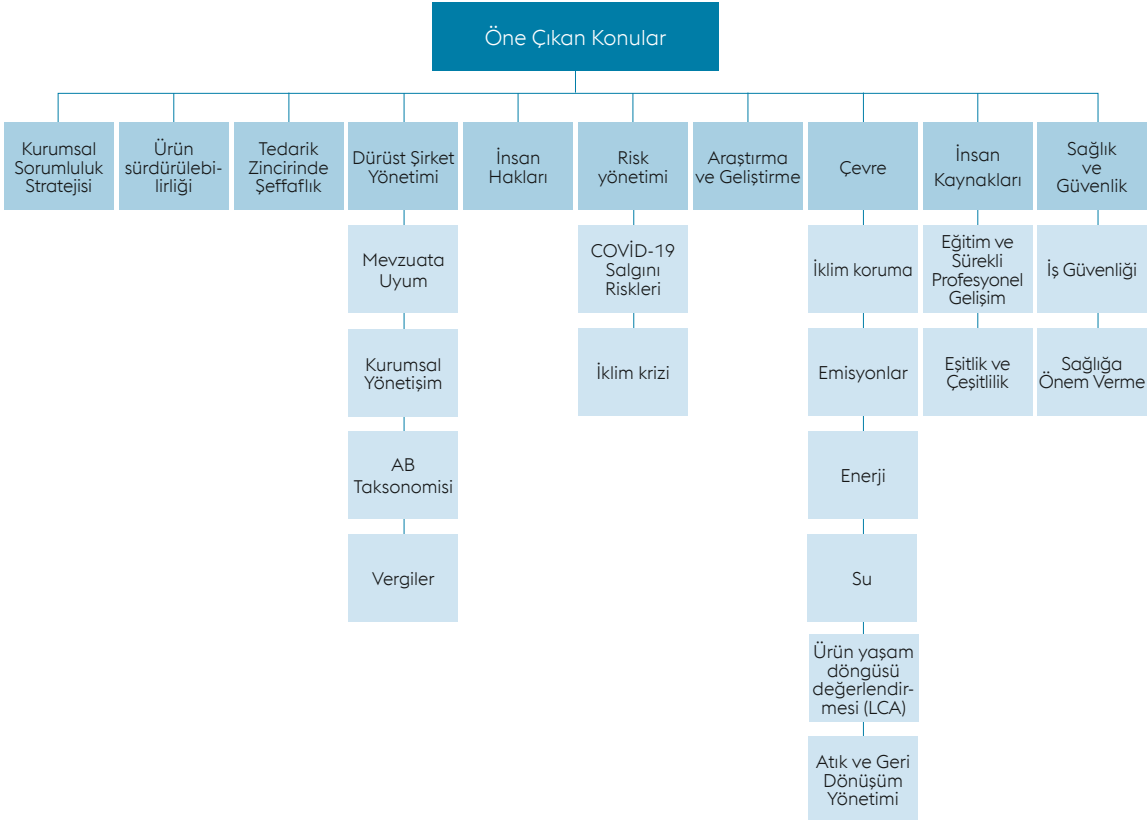 Öne Çıkan Konular
Kurumsal
Sorumluluk
Stratejisi
Ürün
sürdürülebi-
lirliği
Tedarik
Zincirinde
Şeffaflık
Dürüst Şirket
Yönetimi
İnsan
Hakları
Risk
yönetimi
Araştırma
ve Geliştirme
Çevre
İnsan
Kaynakları
Sağlık
ve
Güvenlik
Mevzuata
Uyum
Kurumsal
Yönetişim
AB
Taksonomisi
Vergiler
COVİD-19
Salgını
Riskleri
İklim krizi
İklim koruma
Emisyonlar
Enerji
Su
Ürün yaşam
döngüsü
değerlendir-
mesi (LCA)
Atık ve Geri
Dönüşüm
Yönetimi
Eğitim ve
Sürekli
Profesyonel
Gelişim
Eşitlik ve
Çeşitlilik
İş Güvenliği
Sağlığa
Önem Verme